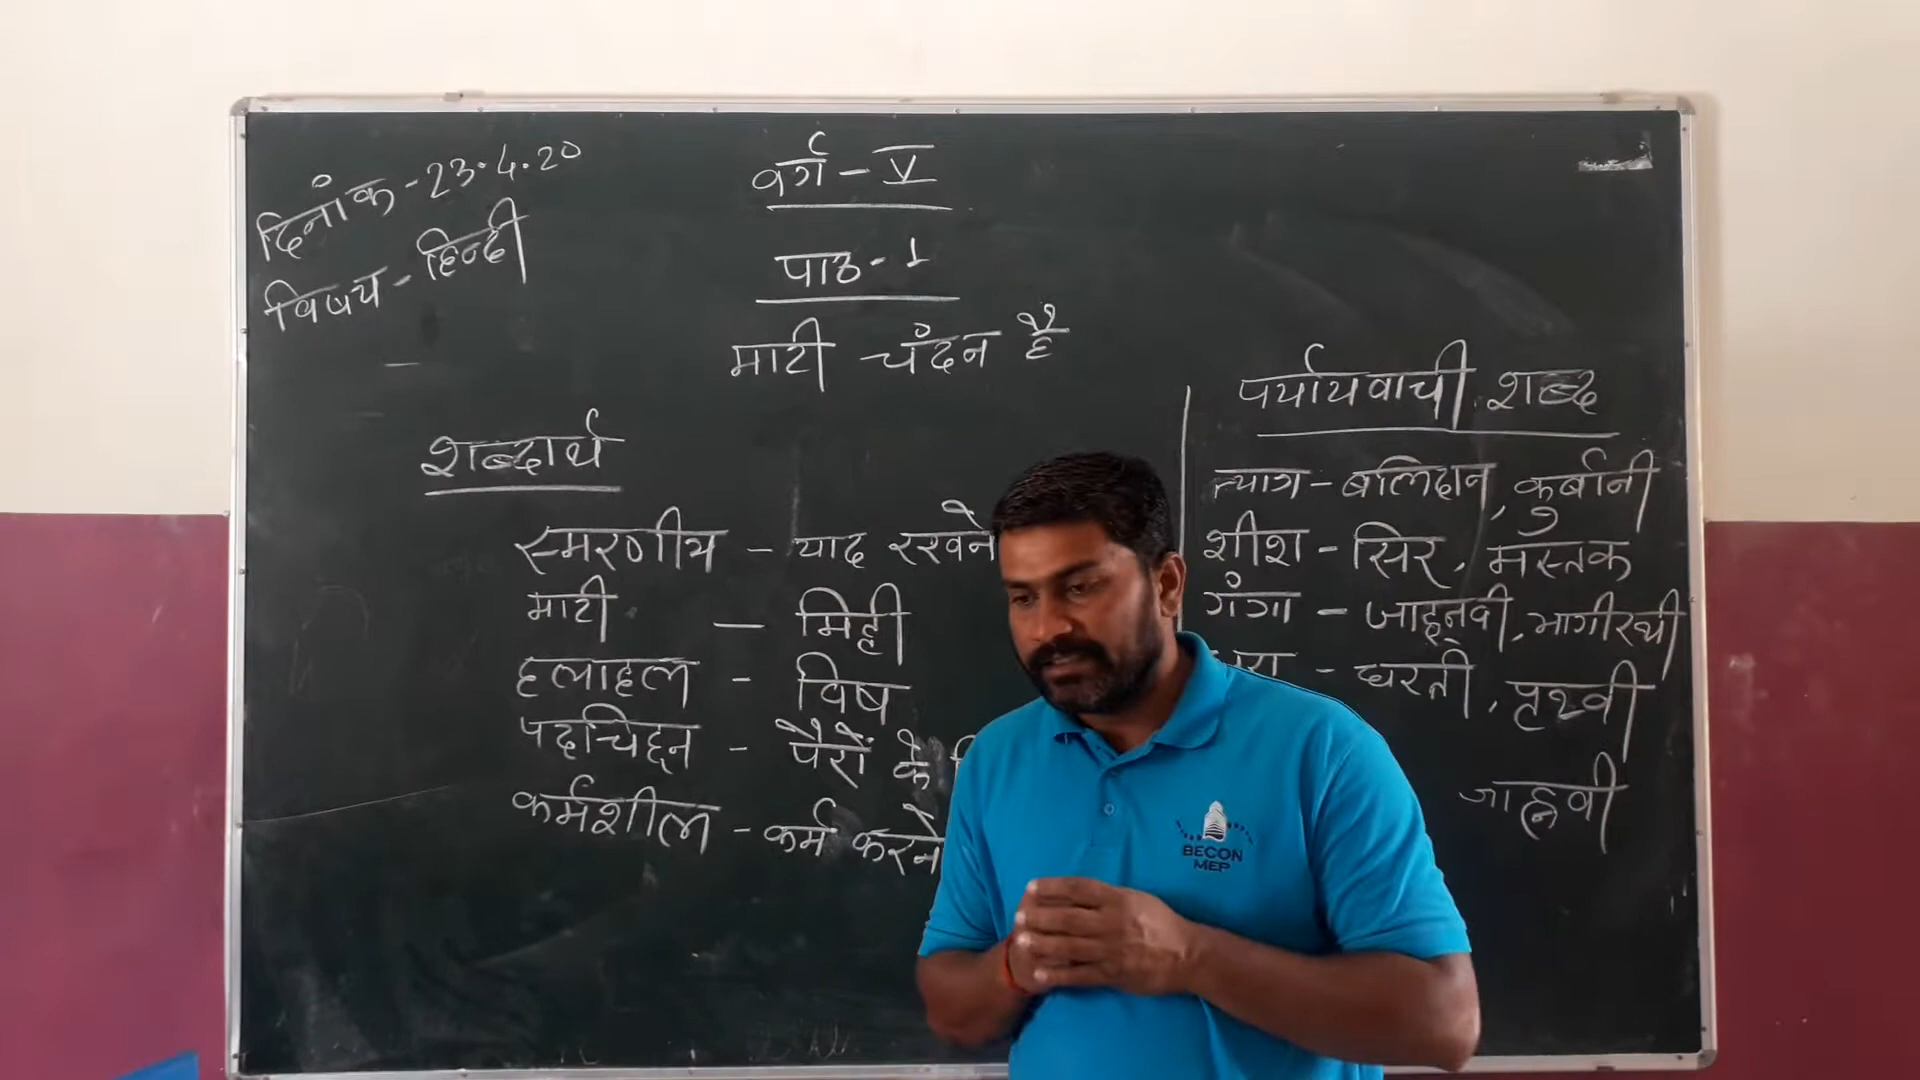 दिनांक-23.4.20
विषय-हिन्दी
वर्ग-V
पाठ-1
माटी चंदन है
शब्दार्थ
स्मरणीय - याद रखने
माटी - मिट्टी
हलाहल - विष
पदचिह्न - पैरों के
कर्मशील - कर्म करने
पर्यायवाची शब्द
त्याग-बलिदान, कुर्बानी
शीश-सिर, मस्तक
गंगा - जाह्नवी, भागीरथी
- धरती, पृथ्वी
जाह्नवी
BECON
MEP